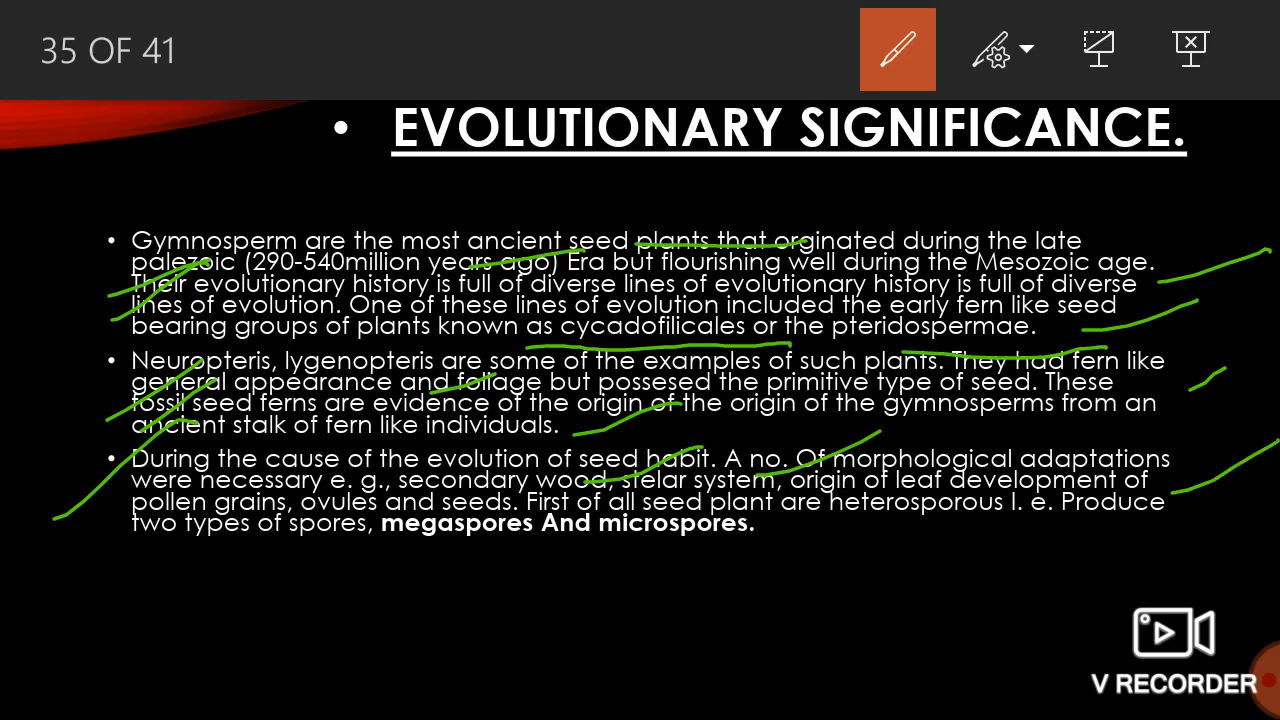 35 OF 41
• EVOLUTIONARY SIGNIFICANCE.
• Gymnosperm are the most ancient seed plants that orginated during the late
palezoic (290-540million years ago) Era but flourishing well during the Mesozoic age.
Their evolutionary history is full of diverse lines of evolutionary history is full of diverse
lines of evolution. One of these lines of evolution included the early fern like seed
bearing groups of plants known as cycadofilicales or the pteridospermae.
• Neuropteris, lygenopteris are some of the examples of such plants. They had fern like
general appearance and foliage but possesed the primitive type of seed. These
fossil seed ferns are evidence of the origin of the origin of the gymnosperms from an
ancient stalk of fern like individuals.
• During the cause of the evolution of seed habit. A no. Of morphological adaptations
were necessary e. g., secondary wood, stelar system, origin of leaf development of
pollen grains, ovules and seeds. First of all seed plant are heterosporous I. e. Produce
two types of spores, megaspores And microspores.
V RECORDER